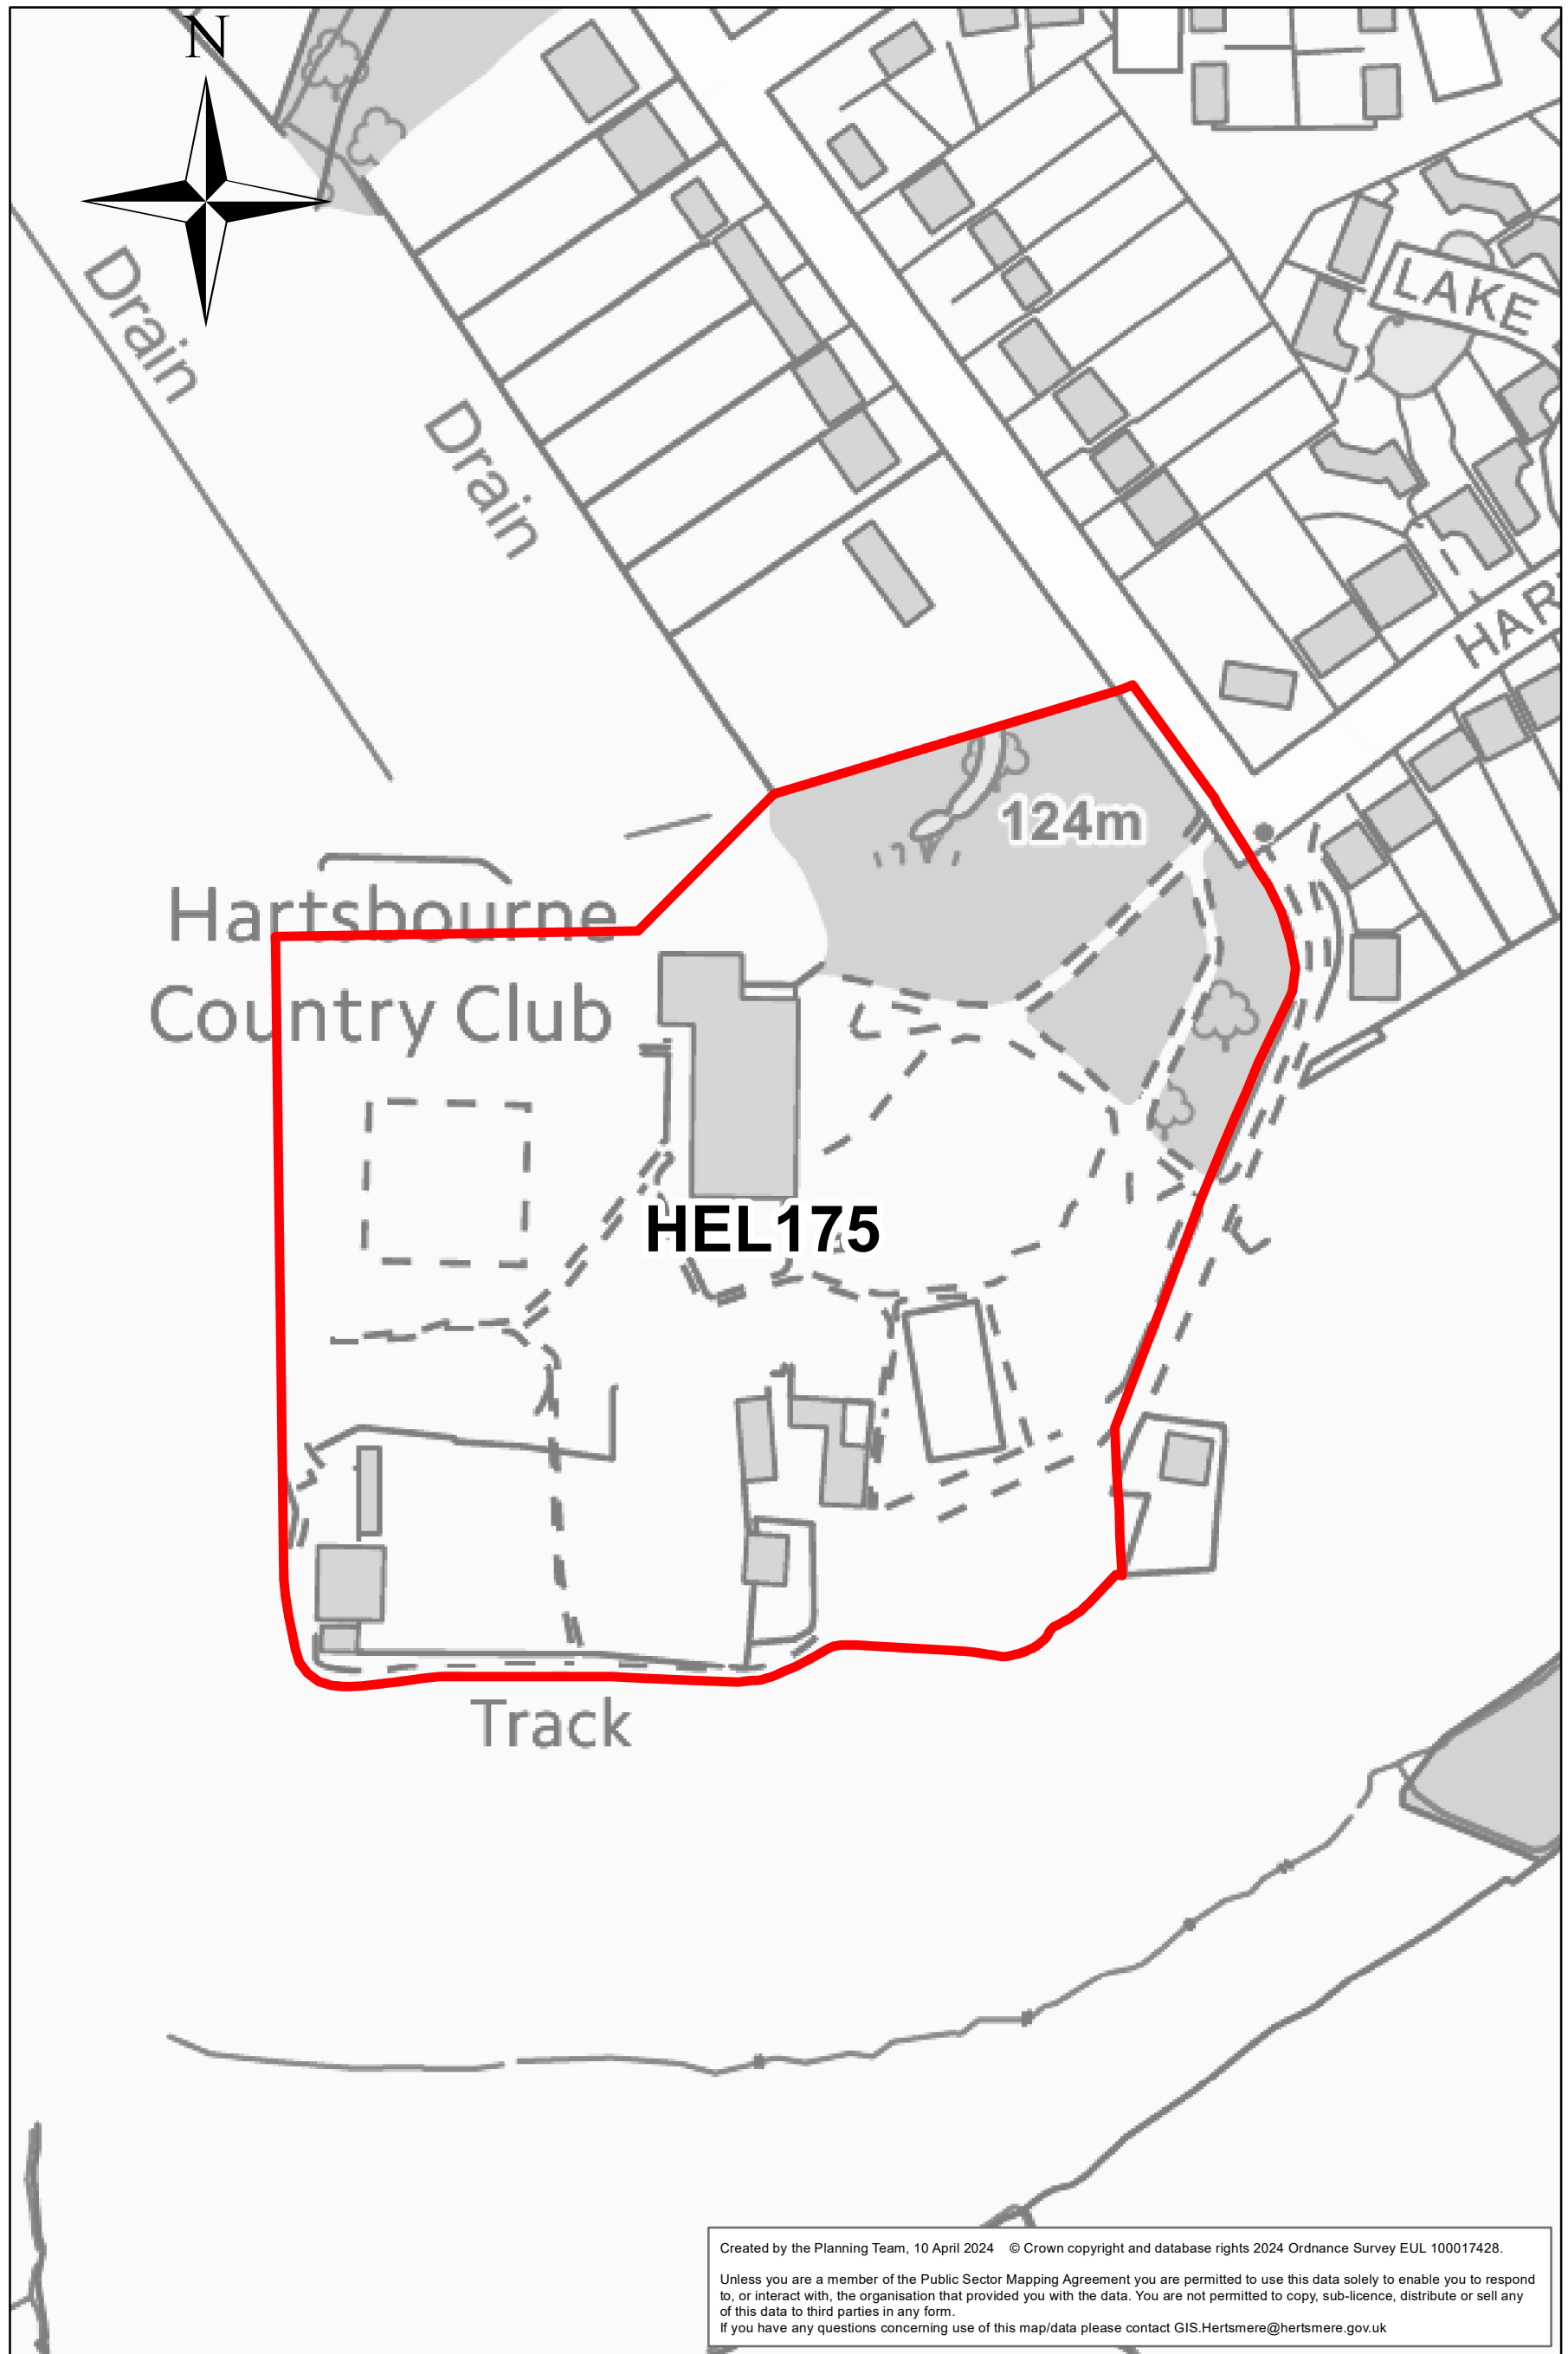 N
Drain
Drain
LAKE
HAR
124m
Hartsbourne
Country Club
HEL175
Track
Created by the Planning Team, 10 April 2024 © Crown copyright and database rights 2024 Ordnance Survey EUL 100017428.
Unless you are a member of the Public Sector Mapping Agreement you are permitted to use this data solely to enable you to respond
to, or interact with, the organisation that provided you with the data. You are not permitted to copy, sub-licence, distribute or sell any
of this data to third parties in any form.
If you have any questions concerning use of this map/data please contact GIS.Hertsmere@hertsmere.gov.uk